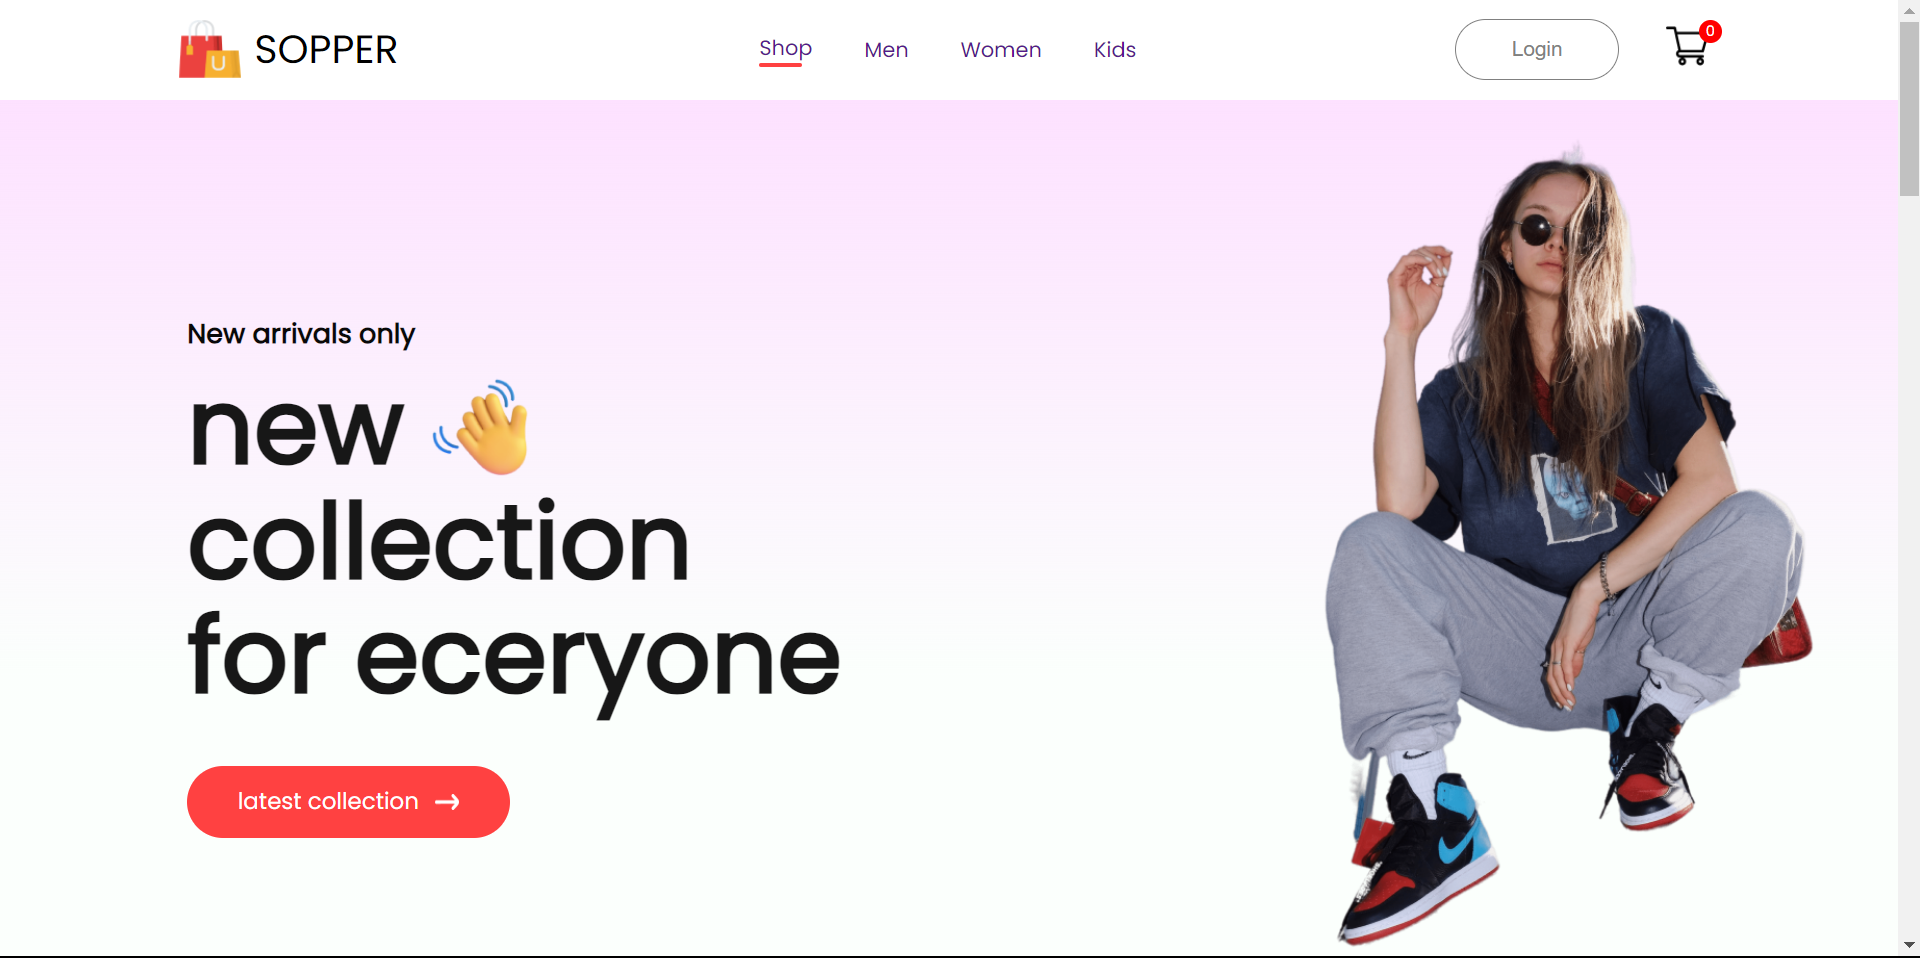 SOPPER
Shop
Men
Women
Kids
Login
0
New arrivals only
new 👋
collection
for eceryone
latest collection →